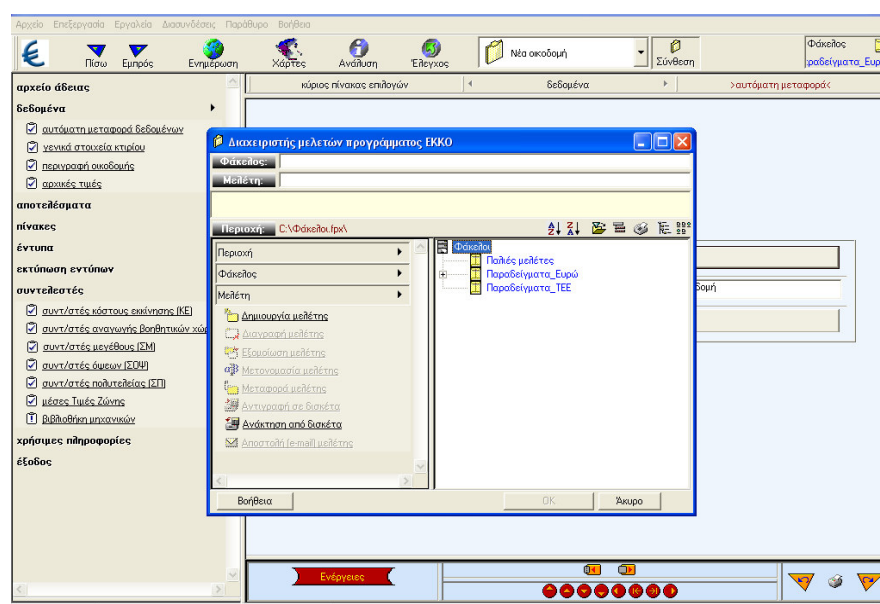 Αρχείο Επεξεργασία Εργαλεία Διασυνδέσεις Παράθυρο Βοήθεια
Πίσω Εμπρός Ενημέρωση Χάρτες Ανάλυση Έλεγχος Νέα οικοδομή Σύνθεση
Φάκελος
ραδείγματα_Ευρ
αρχείο άδειας
κύριος πίνακας επιλογών δεδομένα >αυτόματη μεταφορά<
δεδομένα
αυτόματη μεταφορά δεδομένων
γενικά στοιχεία κτιρίου
περιγραφή οικοδομής
αρχικές τιμές
αποτελέσματα
πίνακες
έντυπα
εκτύπωση εντύπων
συντελεστές
συντ/στές κόστους εκκίνησης (ΚΕ)
συντ/στές αναγωγής βοηθητικών χώρ
συντ/στές μεγέθους (ΣΜ)
συντ/στές όψεων (ΣΟΨ)
συντ/στές πολυτελείας (ΣΠ)
μέσες Τιμές Ζώνης
βιβλιοθήκη μηχανικών
χρήσιμες πληροφορίες
έξοδος
Διαχειριστής μελετών προγράμματος ΕΚΚΟ
Φάκελος:
Μελέτη:
Περιοχή: C:\Φάκελοι.fpx\
Περιοχή
Φάκελος
Μελέτη
Δημιουργία μελέτης
Διαγραφή μελέτης
Εξομοίωση μελέτης
Μετονομασία μελέτης
Μεταφορά μελέτης
Αντιγραφή σε δισκέτα
Ανάκτηση από δισκέτα
Αποστολή (e-mail) μελέτης
Φάκελοι
Παλιές μελέτες
Παραδείγματα_Ευρώ
Παραδείγματα_ΤΕΕ
δομή
Βοήθεια OK Άκυρο
Ενέργειες